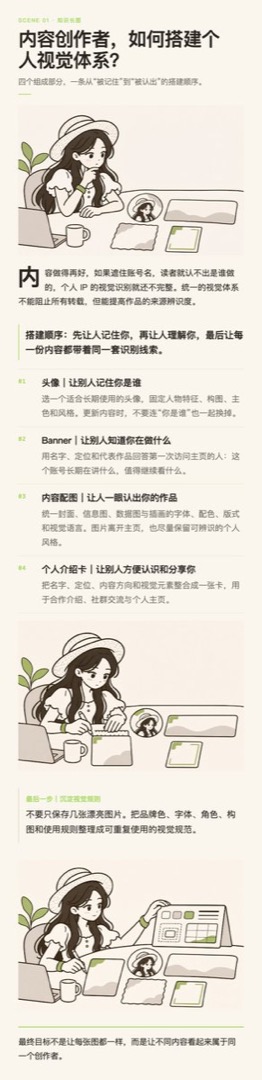 SCENE 01 · 知识长图
内容创作者，如何搭建个
人视觉体系？
四个组成部分，一条从“被记住”到“被认出”的搭建顺序。
内容做得再好，如果遮住账号名，读者就认不出是谁做
的，个人 IP 的视觉识别就还不完整。统一的视觉体系
不能阻止所有转载，但能提高作品的来源辨识度。
搭建顺序：先让人记住你，再让人理解你，最后让每
一份内容都带着同一套识别线索。
01 头像｜让别人记住你是谁
选一个适合长期使用的头像，固定人物特征、构图、主
色和风格。更新内容时，不要连“你是谁”也一起换掉。
02 Banner｜让别人知道你在做什么
用名字、定位和代表作品回答第一次访问主页的人：这
个账号长期在讲什么，值得继续看什么。
03 内容配图｜让人一眼认出你的作品
统一封面、信息图、数据图与插画的字体、配色、版式
和视觉语言。图片离开主页，也尽量保留可辨识的个人
风格。
04 个人介绍卡｜让别人方便认识和分享你
把名字、定位、内容方向和视觉元素整合成一张卡，用
于合作介绍、社群交流与个人主页。
最后一步｜沉淀视觉规则
不要只保存几张漂亮图片。把品牌色、字体、角色、构
图和使用规则整理成可重复使用的视觉规范。
最终目标不是让每张图都一样，而是让不同内容看起来属于同
一个创作者。